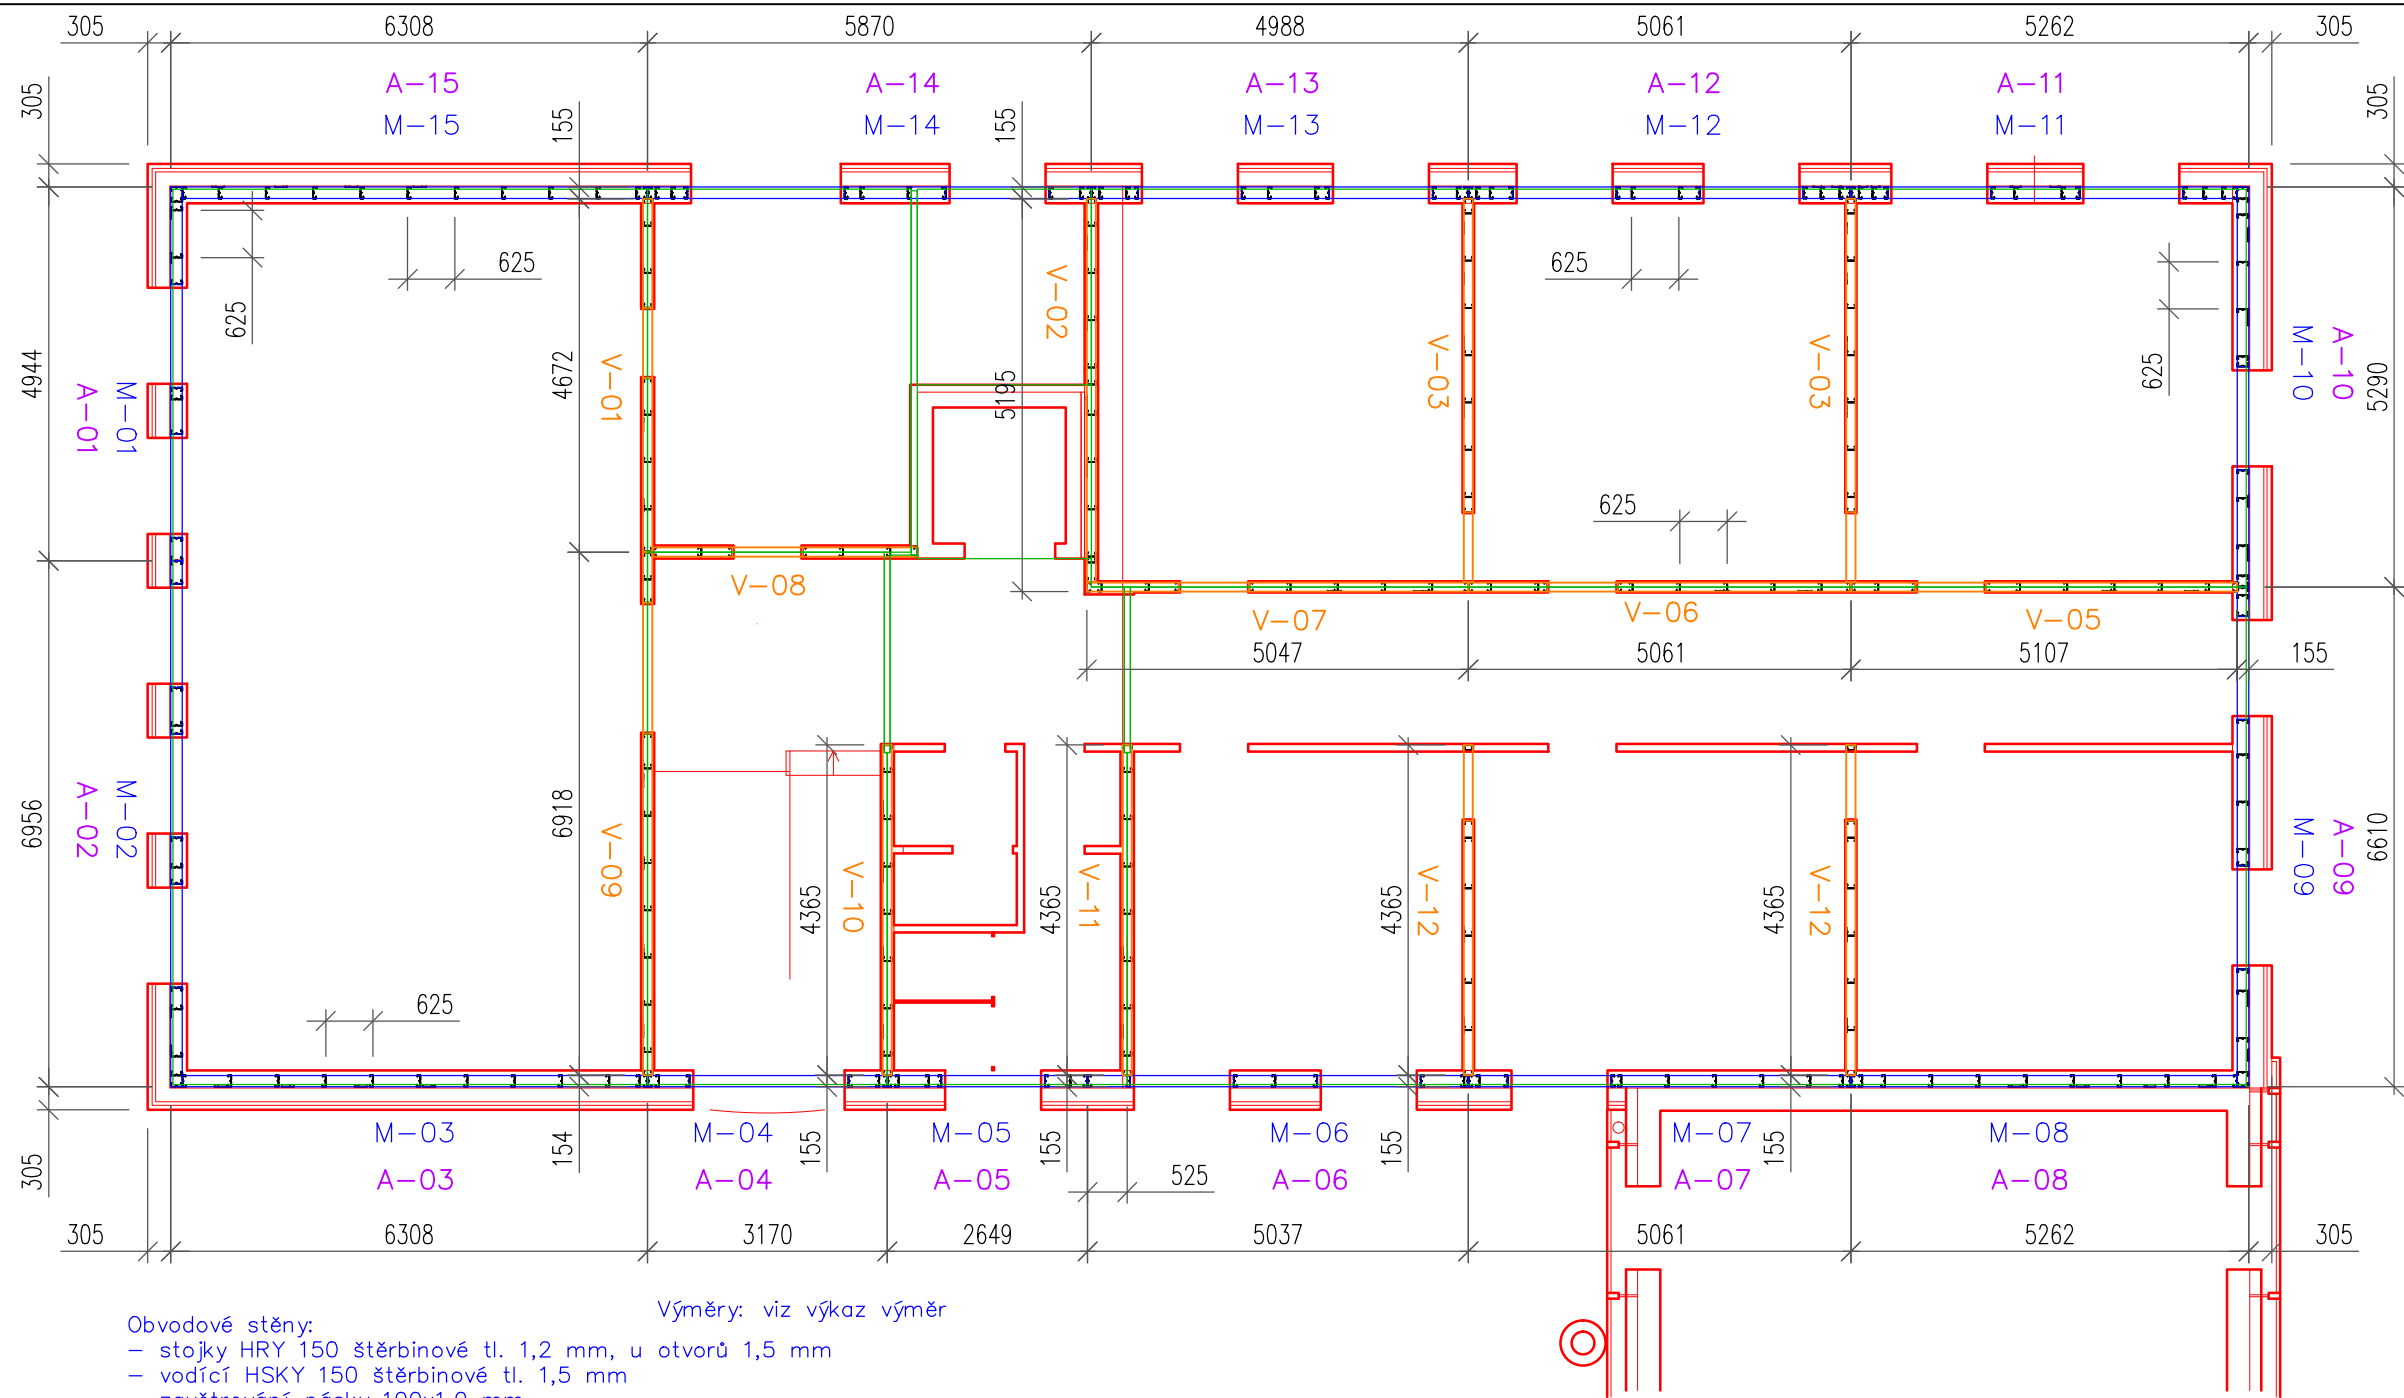 305 6308 5870 4988 5061 5262 305
A-15 A-14 A-13 A-12 A-11
M-15 M-14 M-13 M-12 M-11
305 155 155 305
625 625
625
4944 4672 5195 5290
A-01 M-01 V-01 V-02 V-03 V-03 625 M-10 A-10
625
V-08 V-07 V-06 V-05
5047 5061 5107 155
6956 6918 4365 4365 4365 4365 6610
A-02 M-02 V-09 V-10 V-11 V-12 V-12 M-09 A-09
625
M-03 M-04 M-05 M-06 M-07 M-08
305 154 155 155 155 155
A-03 A-04 A-05 525 A-06 A-07 A-08
305 6308 3170 2649 5037 5061 5262 305
Výměry: viz výkaz výměr
Obvodové stěny:
– stojky HRY 150 štěrbinové tl. 1,2 mm, u otvorů 1,5 mm
– vodící HSKY 150 štěrbinové tl. 1,5 mm